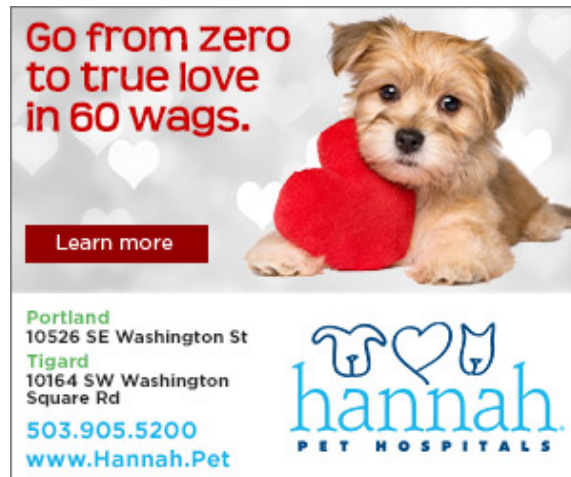 Go from zero
to true love
in 60 wags.
Learn more
Portland
10526 SE Washington St
Tigard
10164 SW Washington
Square Rd
503.905.5200
www.Hannah.Pet
hannah
PET HOSPITALS